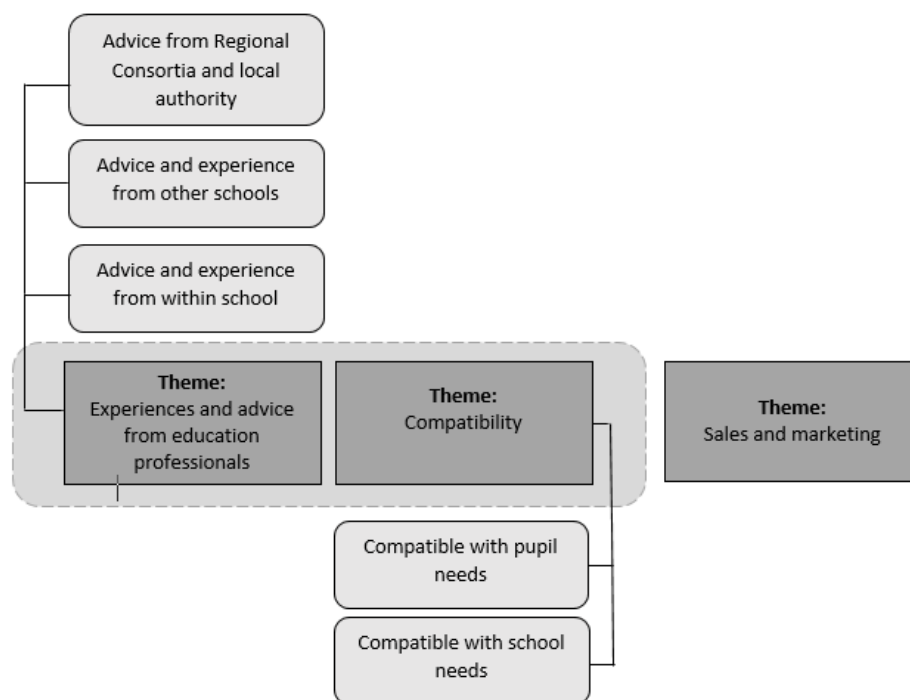 Advice from Regional
Consortia and local
authority
Advice and experience
from other schools
Advice and experience
from within school
Theme:
Experiences and advice
from education
professionals
Theme:
Compatibility
Theme:
Sales and marketing
Compatible with pupil
needs
Compatible with school
needs